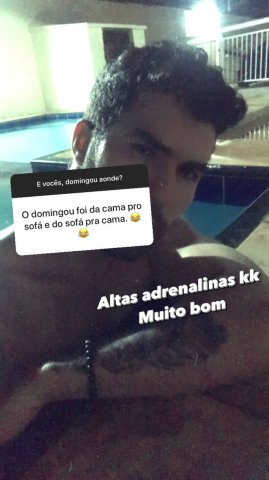 E vocês, domingou aonde?
O domingou foi da cama pro
sofá e do sofá pra cama. 😂
😂
Altas adrenalinas kk
Muito bom